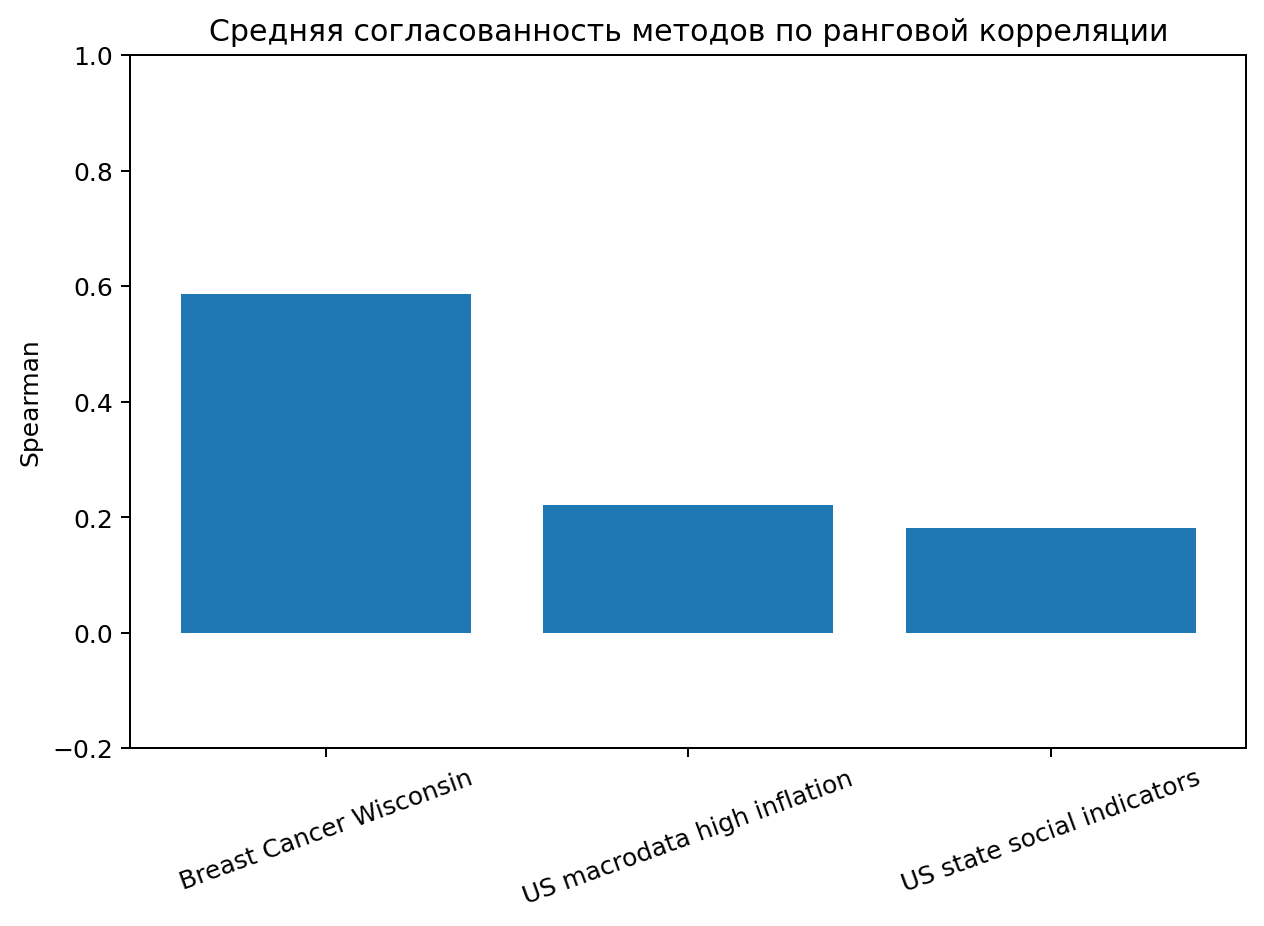 Средняя согласованность методов по ранговой корреляции
1.0
0.8
0.6
0.4
0.2
0.0
−0.2
Spearman
Breast Cancer Wisconsin
US macrodata high inflation
US state social indicators